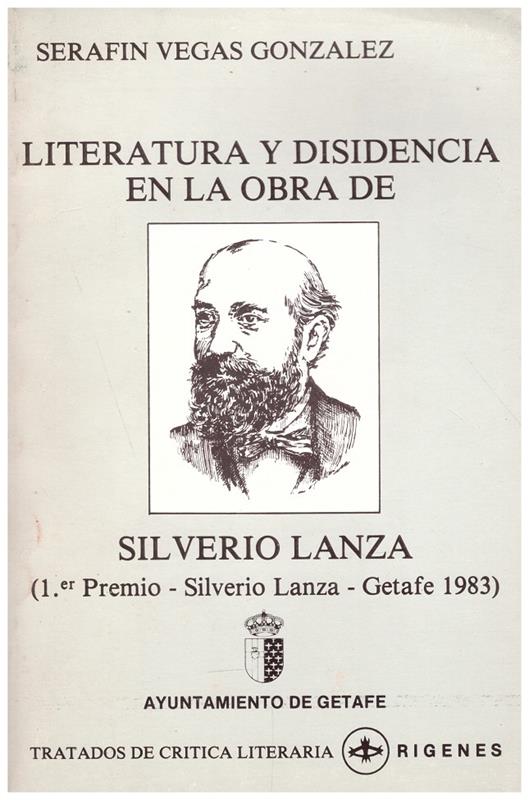 SERAFIN VEGAS GONZALEZ
LITERATURA Y DISIDENCIA
EN LA OBRA DE
SILVERIO LANZA
(1.er Premio - Silverio Lanza - Getafe 1983)
AYUNTAMIENTO DE GETAFE
TRATADOS DE CRITICA LITERARIA ORIGENES